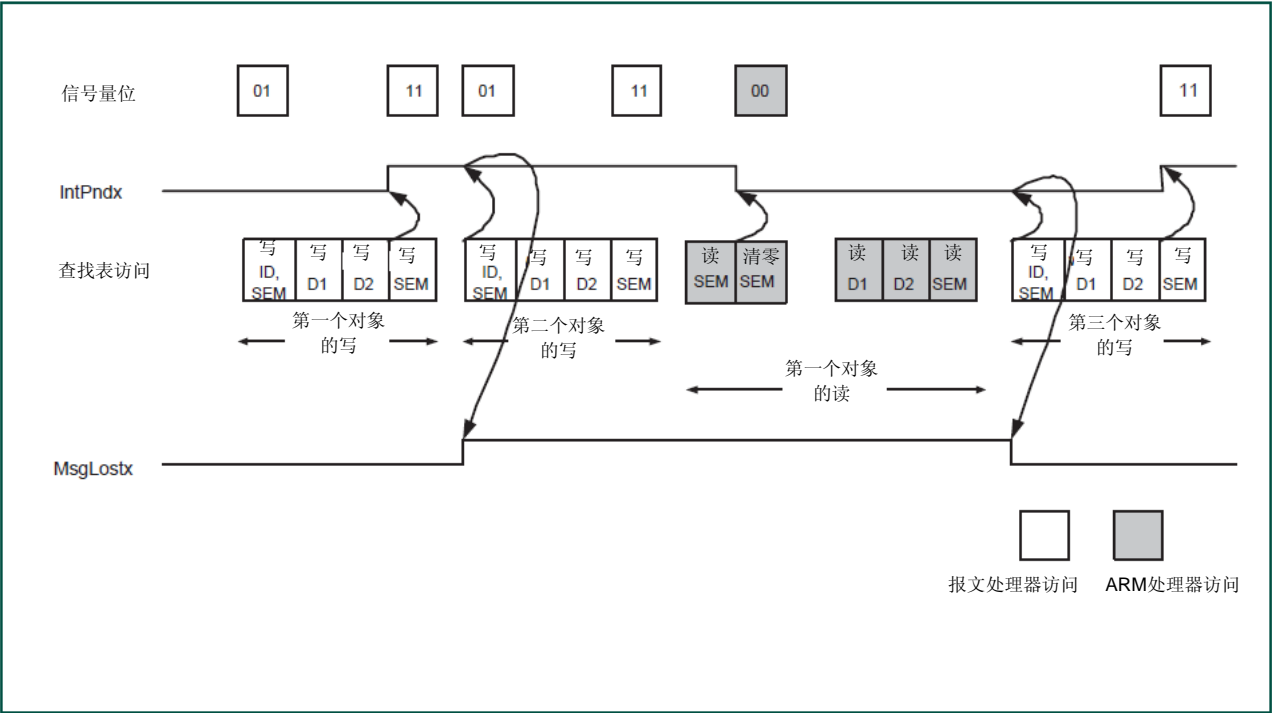 信号量位
01
11
01
11
00
11
IntPndx
查找表访问
写 ID, SEM
写 D1
写 D2
写 SEM
写 ID, SEM
写 D1
写 D2
写 SEM
读 SEM
清零 SEM
读 D1
读 D2
读 SEM
写 ID, SEM
写 D1
写 D2
写 SEM
第一个对象
的写
第二个对象
的写
第一个对象
的读
第三个对象
的写
MsgLostx
报文处理器访问
ARM处理器访问